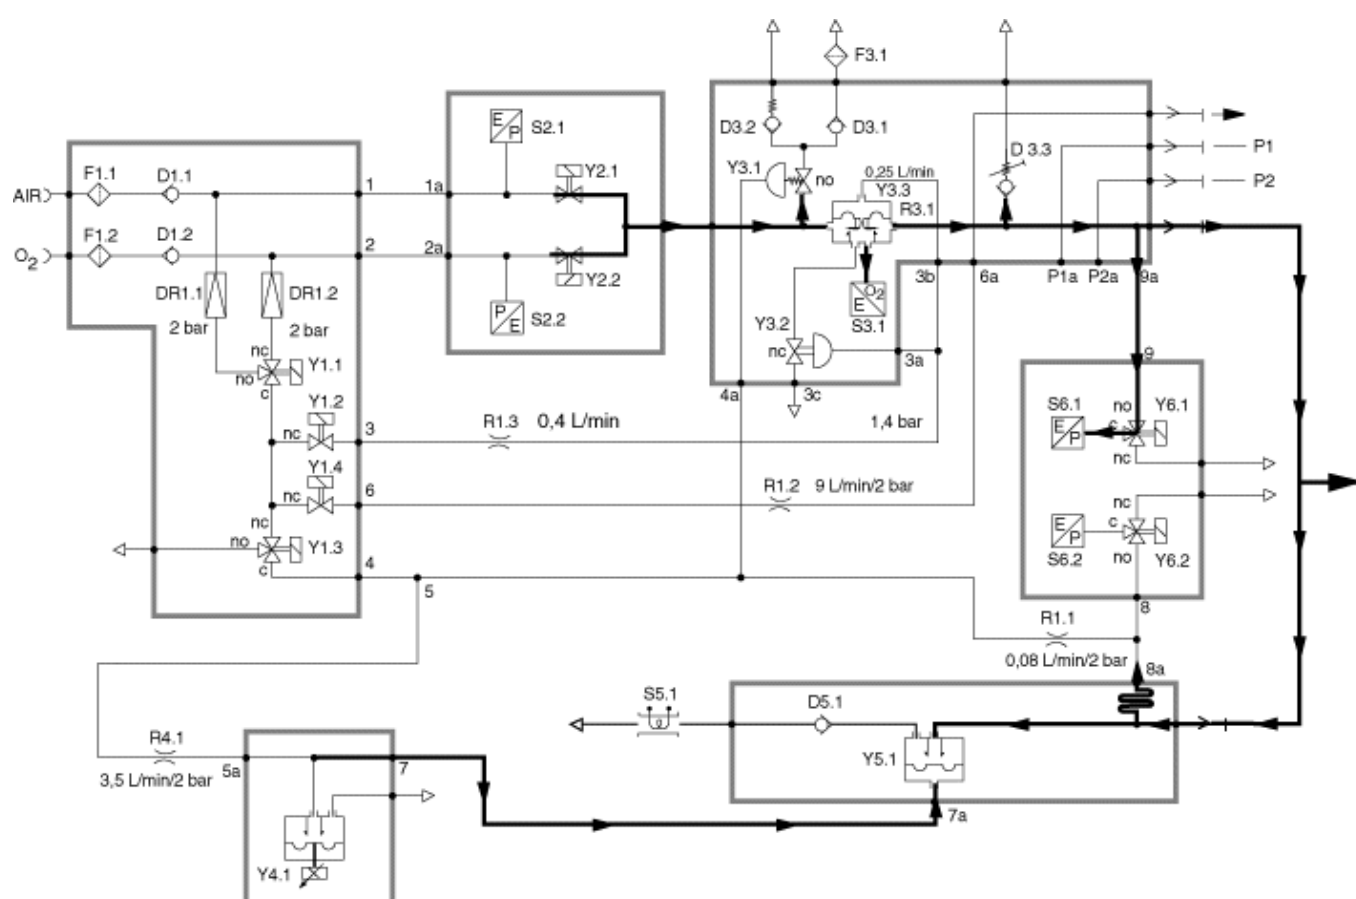 F3.1
D3.2
D3.1
E
P
S2.1
D 3.3
P1
F1.1
D1.1
Y2.1
Y3.1
no
0,25 L/min
Y3.3
P2
AIR
1
1a
R3.1
F1.2
D1.2
O2
2
2a
Y2.2
3b
6a
P1a
P2a
9a
DR1.1
DR1.2
2 bar
2 bar
P
E
S2.2
O2
E
S3.1
Y3.2
nc
nc
no
Y1.1
c
3a
9
4a
3c
S6.1
no
Y6.1
Y1.2
E
P
c
nc
3
R1.3
0,4 L/min
1,4 bar
nc
Y1.4
nc
6
R1.2
9 L/min/2 bar
nc
nc
E
P
c
no
Y1.3
S6.2
no
Y6.2
c
4
5
8
R1.1
0,08 L/min/2 bar
8a
S5.1
D5.1
R4.1
5a
7
Y5.1
3,5 L/min/2 bar
7a
Y4.1